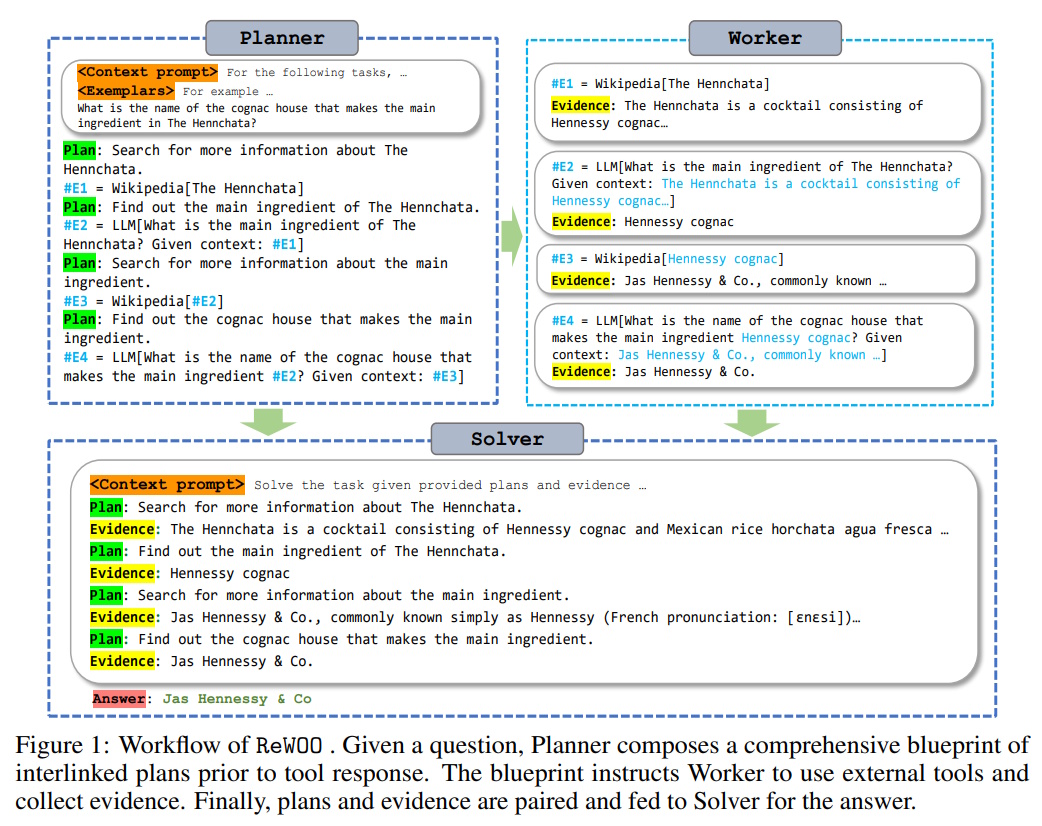 Planner
<Context prompt> For the following tasks, …
<Exemplars> For example …
What is the name of the cognac house that makes the main
ingredient in The Hennchata?
Plan: Search for more information about The
Hennchata.
#E1 = Wikipedia[The Hennchata]
Plan: Find out the main ingredient of The Hennchata.
#E2 = LLM[What is the main ingredient of The
Hennchata? Given context: #E1]
Plan: Search for more information about the main
ingredient.
#E3 = Wikipedia[#E2]
Plan: Find out the cognac house that makes the main
ingredient.
#E4 = LLM[What is the name of the cognac house that
makes the main ingredient #E2? Given context: #E3]
Worker
#E1 = Wikipedia[The Hennchata]
Evidence: The Hennchata is a cocktail consisting of
Hennessy cognac…
#E2 = LLM[What is the main ingredient of The Hennchata?
Given context: The Hennchata is a cocktail consisting of
Hennessy cognac…]
Evidence: Hennessy cognac
#E3 = Wikipedia[Hennessy cognac]
Evidence: Jas Hennessy & Co., commonly known …
#E4 = LLM[What is the name of the cognac house that
makes the main ingredient Hennessy cognac? Given
context: Jas Hennessy & Co., commonly known …]
Evidence: Jas Hennessy & Co.
Solver
<Context prompt> Solve the task given provided plans and evidence …
Plan: Search for more information about The Hennchata.
Evidence: The Hennchata is a cocktail consisting of Hennessy cognac and Mexican rice horchata agua fresca …
Plan: Find out the main ingredient of The Hennchata.
Evidence: Hennessy cognac
Plan: Search for more information about the main ingredient.
Evidence: Jas Hennessy & Co., commonly known simply as Hennessy (French pronunciation: [ɛnɛsi])…
Plan: Find out the cognac house that makes the main ingredient.
Evidence: Jas Hennessy & Co.
Answer: Jas Hennessy & Co
Figure 1: Workflow of ReWOO . Given a question, Planner composes a comprehensive blueprint of
interlinked plans prior to tool response. The blueprint instructs Worker to use external tools and
collect evidence. Finally, plans and evidence are paired and fed to Solver for the answer.